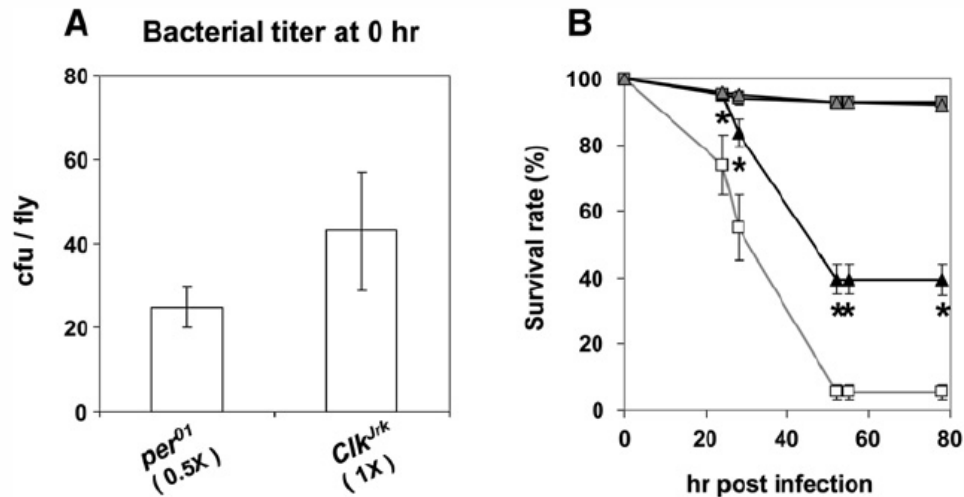 A
Bacterial titer at 0 hr
80
60
40
20
0
cfu / fly
per01
( 0.5X )
ClkJrk
( 1X )
B
100
80
60
40
20
0
Survival rate (%)
*
*
**
*
0
20
40
60
80
hr post infection